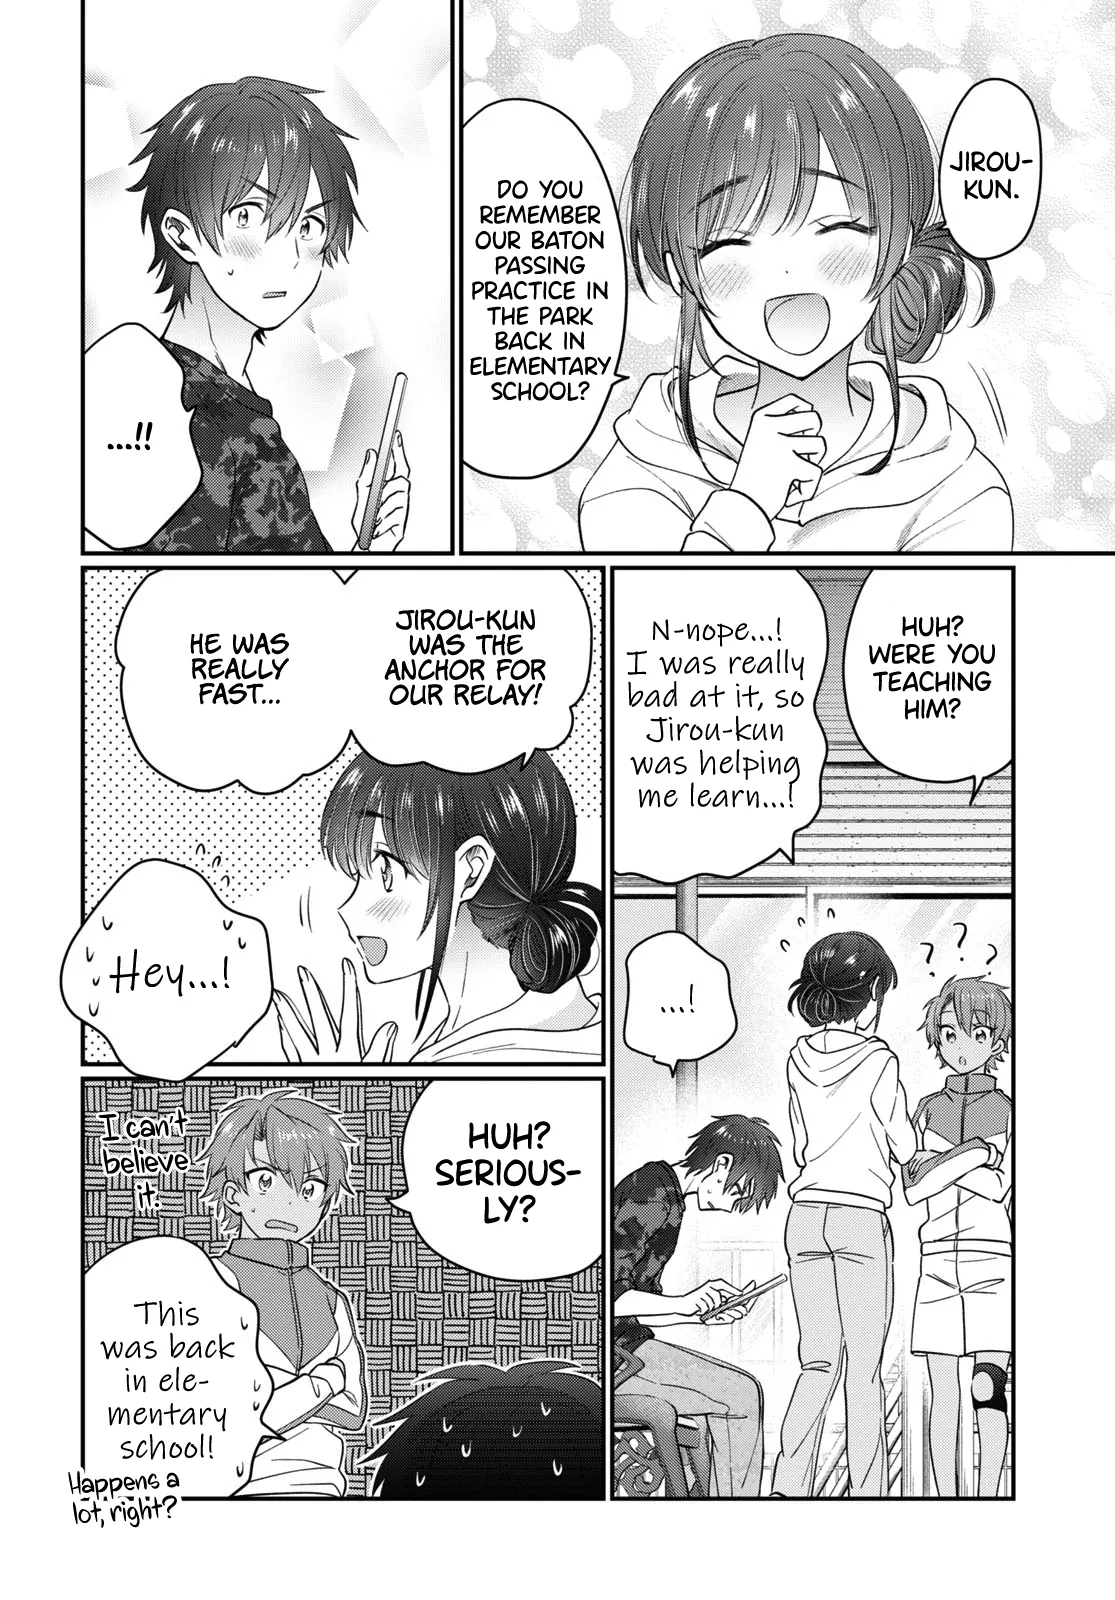 JIROU-
KUN.
DO YOU
REMEMBER
OUR BATON
PASSING
PRACTICE IN
THE PARK
BACK IN
ELEMENTARY
SCHOOL?
...!!
HUH?
WERE YOU
TEACHING
HIM?
N-nope...!
I was really
bad at it, so
Jirou-kun
was helping
me learn...!
...!
? ? ?
JIROU-KUN
WAS THE
ANCHOR FOR
OUR RELAY!
HE WAS
REALLY
FAST...
Hey...!
HUH?
SERIOUS-
LY?
I can't
believe
it.
This
was back
in ele-
mentary
school!
Happens a
lot, right?